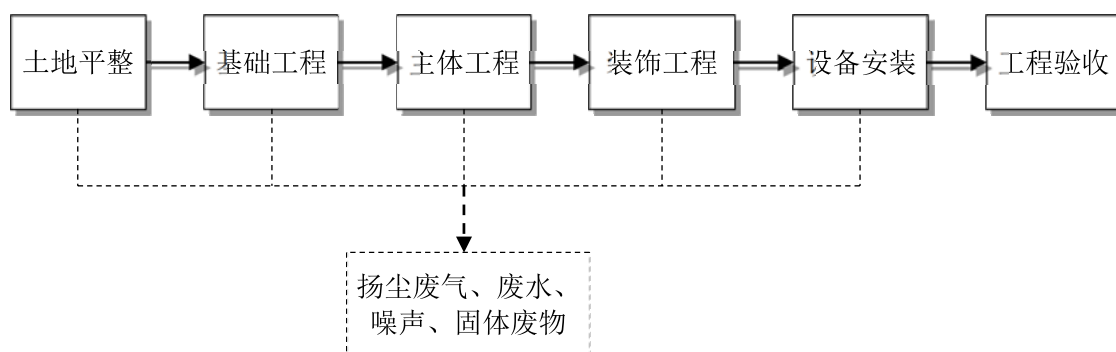 土地平整
基础工程
主体工程
装饰工程
设备安装
工程验收
扬尘废气、废水、
噪声、固体废物